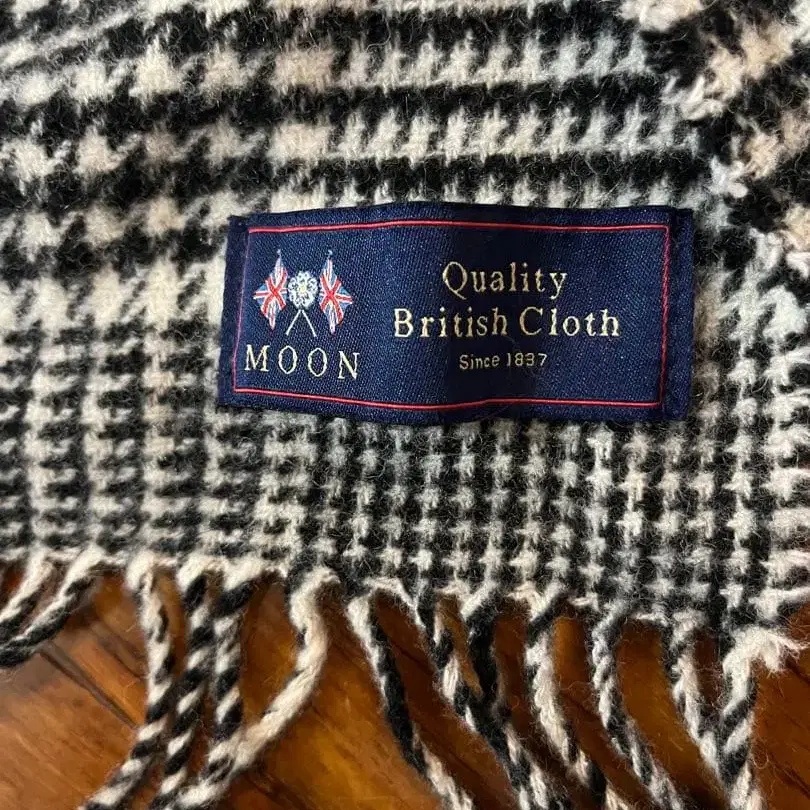 MOON
Quality
British Cloth
Since 1837